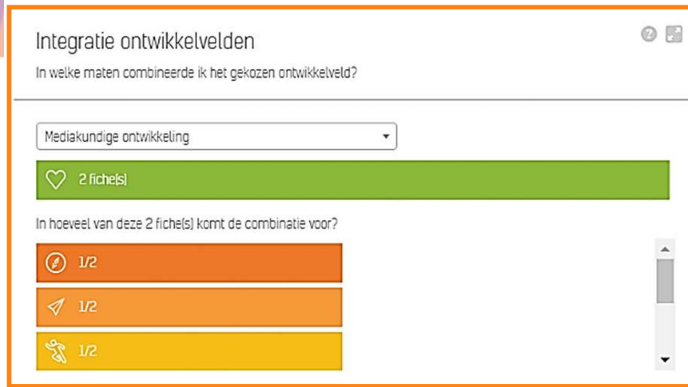 Integratie ontwikkelvelden
In welke maten combineerde ik het gekozen ontwikkelveld?
Mediakundige ontwikkeling
2 fiche(s)
In hoeveel van deze 2 fiche(s) komt de combinatie voor?
1/2
1/2
1/2